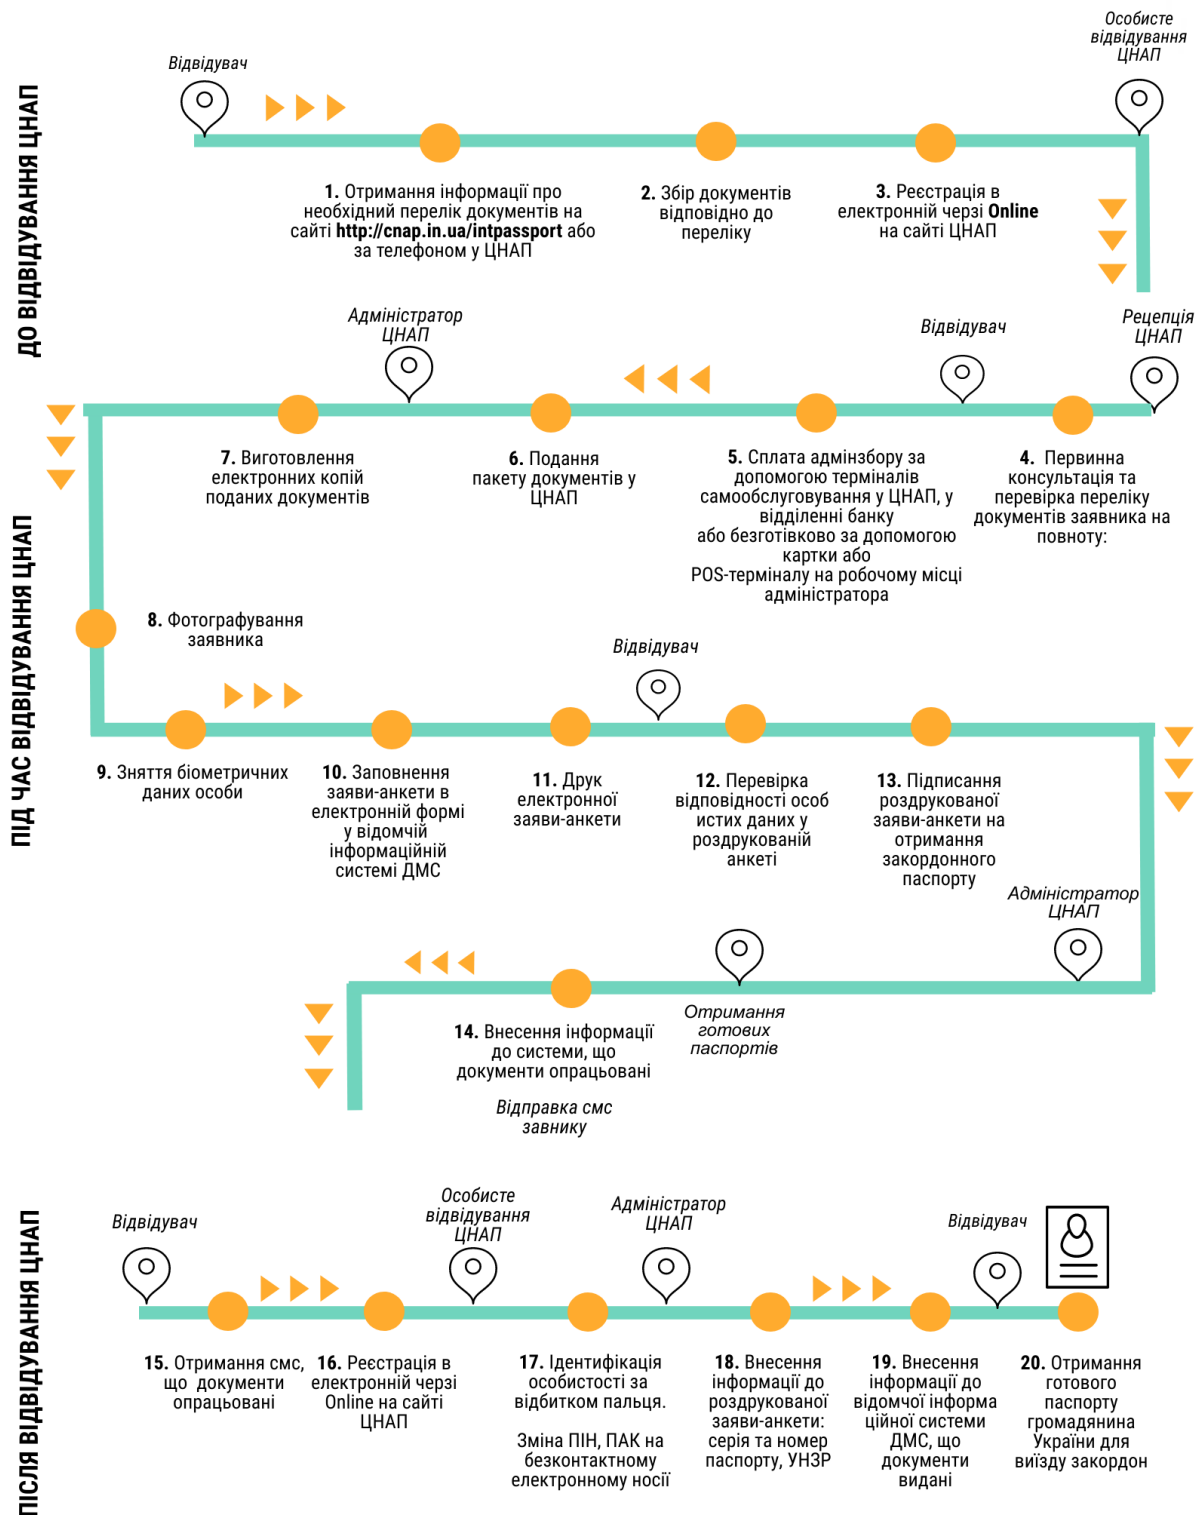 ДО ВІДВІДУВАННЯ ЦНАП
Відвідувач
Особисте
відвідування
ЦНАП
1. Отримання інформації про
необхідний перелік документів на
сайті http://cnap.in.ua/intpassport або
за телефоном у ЦНАП
2. Збір документів
відповідно до
переліку
3. Реєстрація в
електронній черзі Online
на сайті ЦНАП
ПІД ЧАС ВІДВІДУВАННЯ ЦНАП
Рецепція
ЦНАП
Відвідувач
Адміністратор
ЦНАП
4. Первинна
консультація та
перевірка переліку
документів заявника на
повноту:
5. Сплата адмінзбору за
допомогою терміналів
самообслуговування у ЦНАП, у
відділенні банку
або безготівково за допомогою
картки або
POS-терміналу на робочому місці
адміністратора
6. Подання
пакету документів у
ЦНАП
7. Виготовлення
електронних копій
поданих документів
8. Фотографування
заявника
Відвідувач
9. Зняття біометричних
даних особи
10. Заповнення
заяви-анкети в
електронній формі
у відомчій
інформаційній
системі ДМС
11. Друк
електронної
заяви-анкети
12. Перевірка
відповідності особ
истих даних у
роздрукованій
анкеті
13. Підписання
роздрукованої
заяви-анкети на
отримання
закордонного
паспорту
Адміністратор
ЦНАП
Отримання
готових
паспортів
14. Внесення інформації
до системи, що
документи опрацьовані
Відправка смс
завнику
ПІСЛЯ ВІДВІДУВАННЯ ЦНАП
Відвідувач
Особисте
відвідування
ЦНАП
Адміністратор
ЦНАП
Відвідувач
15. Отримання смс,
що документи
опрацьовані
16. Реєстрація в
електронній черзі
Online на сайті
ЦНАП
17. Ідентифікація
особистості за
відбитком пальця.
Зміна ПІН, ПАК на
безконтактному
електронному носії
18. Внесення
інформації до
роздрукованої
заяви-анкети:
серія та номер
паспорту, УНЗР
19. Внесення
інформації до
відомчої інформа
ційної системи
ДМС, що
документи
видані
20. Отримання
готового
паспорту
громадянина
України для
виїзду закордон